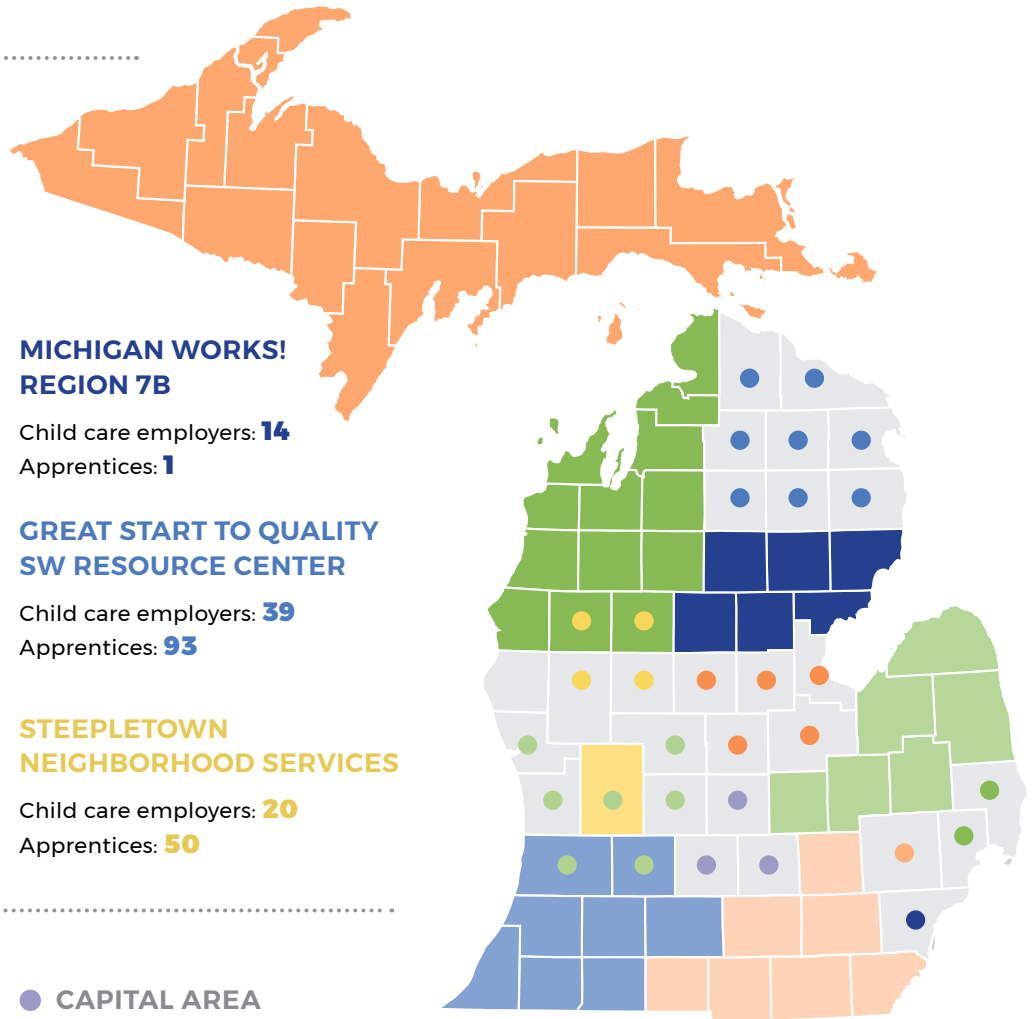 MICHIGAN WORKS!
REGION 7B
Child care employers: 14
Apprentices: 1
GREAT START TO QUALITY
SW RESOURCE CENTER
Child care employers: 39
Apprentices: 93
STEEPLETOWN
NEIGHBORHOOD SERVICES
Child care employers: 20
Apprentices: 50
CAPITAL AREA